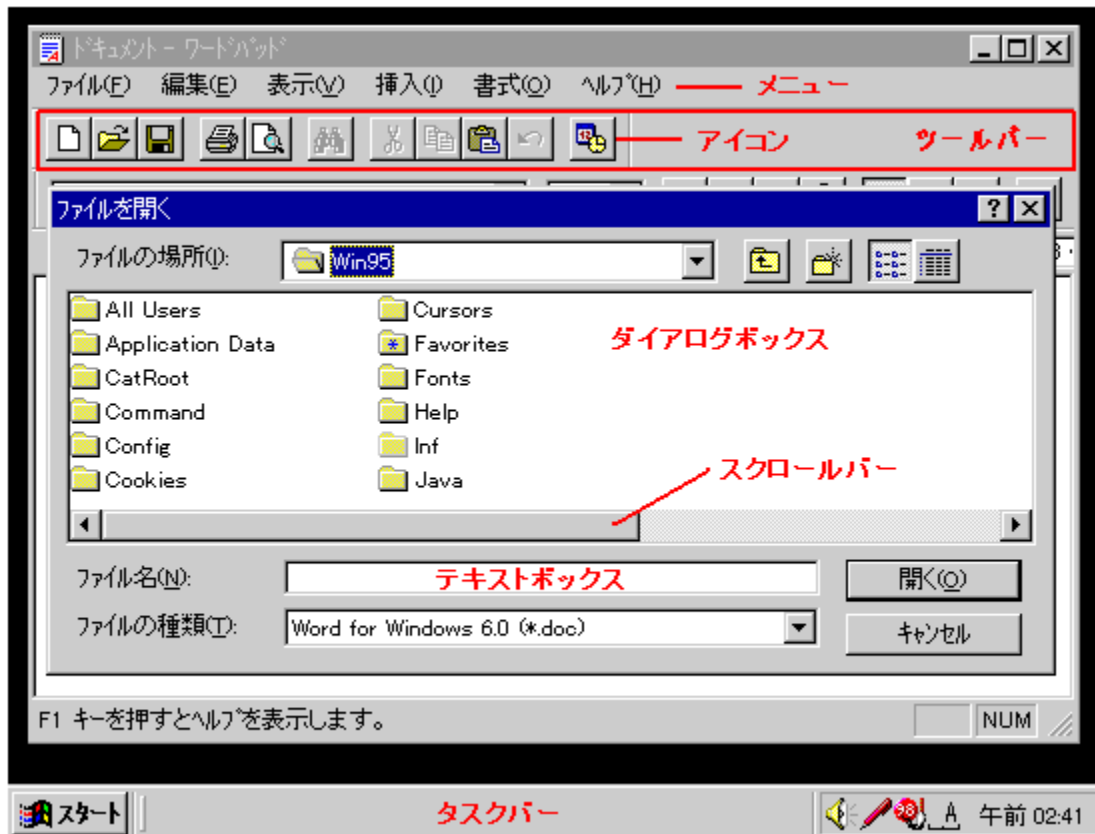 ドキュメント - ワードパッド
ファイル(F) 編集(E) 表示(V) 挿入(I) 書式(O) ヘルプ(H) メニュー
アイコン ツールバー
ファイルを開く
ファイルの場所(I): Win95
All Users Cursors
Application Data Favorites
ダイアログボックス
CatRoot Fonts
Command Help
Config Inf
スクロールバー
Cookies Java
ファイル名(N): テキストボックス 開く(O)
ファイルの種類(T): Word for Windows 6.0 (*.doc) キャンセル
F1 キーを押すとヘルプを表示します。 NUM
スタート タスクバー A 午前 02:41